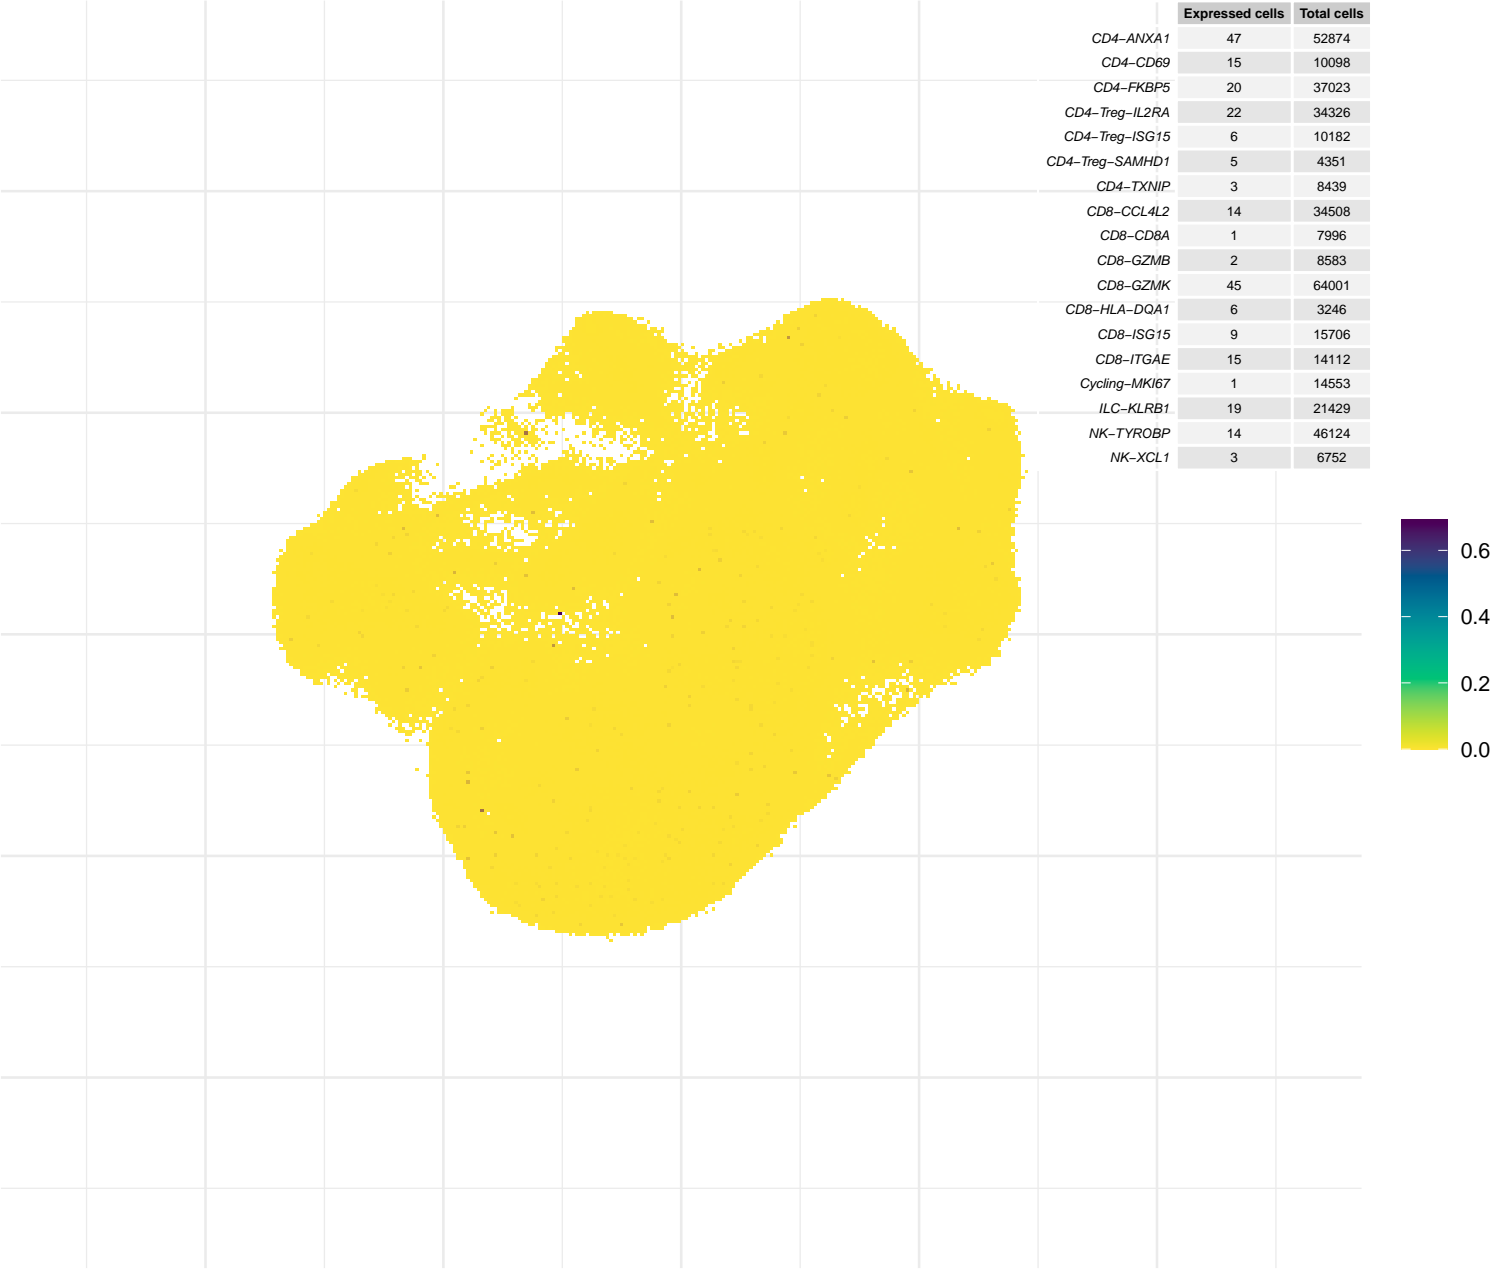 Expressed cells Total cells
CD4−ANXA1 47 52874
CD4−CD69 15 10098
CD4−FKBP5 20 37023
CD4−Treg−IL2RA 22 34326
CD4−Treg−ISG15 6 10182
CD4−Treg−SAMHD1 5 4351
CD4−TXNIP 3 8439
CD8−CCL4L2 14 34508
CD8−CD8A 1 7996
CD8−GZMB 2 8583
CD8−GZMK 45 64001
CD8−HLA−DQA1 6 3246
CD8−ISG15 9 15706
CD8−ITGAE 15 14112
Cycling−MKI67 1 14553
ILC−KLRB1 19 21429
NK−TYROBP 14 46124
NK−XCL1 3 6752
0.6
0.4
0.2
0.0